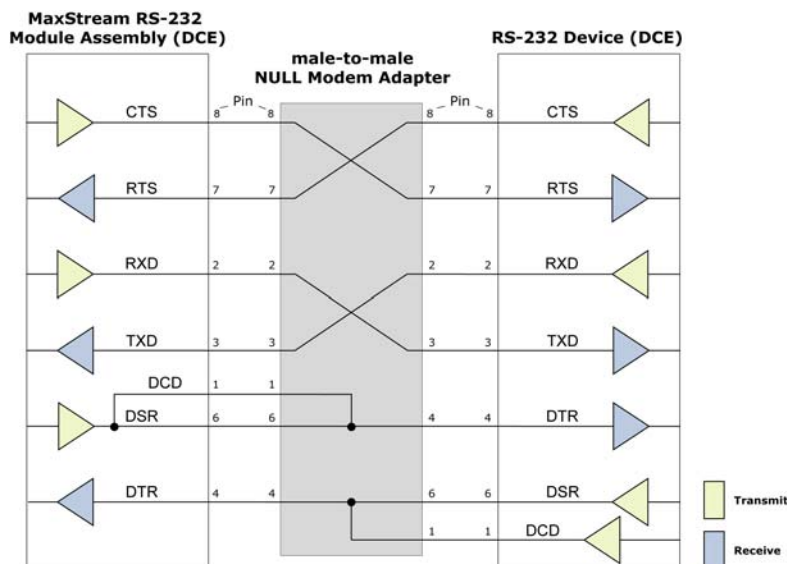 MaxStream RS-232
Module Assembly (DCE)
male-to-male
NULL Modem Adapter
RS-232 Device (DCE)
CTS 8 Pin 8 8 Pin 8 CTS
RTS 7 7 7 7 RTS
RXD 2 2 2 2 RXD
TXD 3 3 3 3 TXD
DCD 1 1
DSR 6 6 4 4 DTR
DTR 4 4 6 6 DSR
1 1 DCD
Transmit
Receive